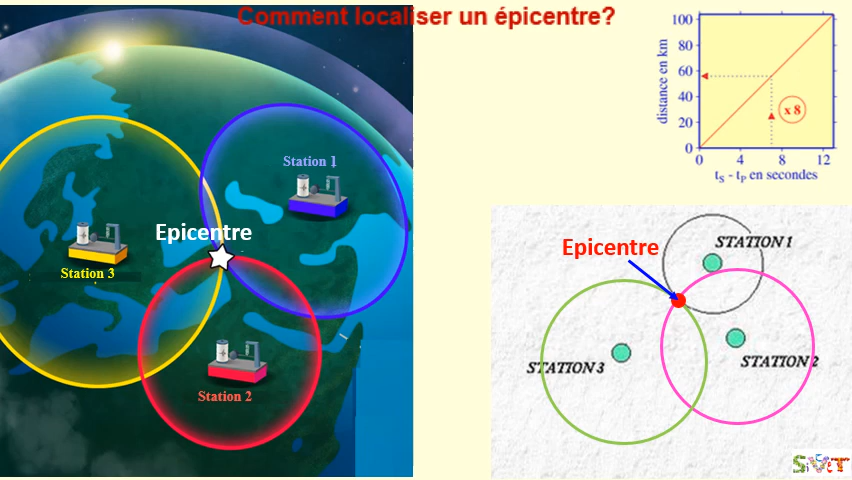 Comment localiser un épicentre?
Station 1
Epicentre
Station 3
Station 2
100
80
60
40
20
0
distance en km
x 8
0 4 8 12
tS - tP en secondes
STATION 1
Epicentre
STATION 3
STATION 2
SVT